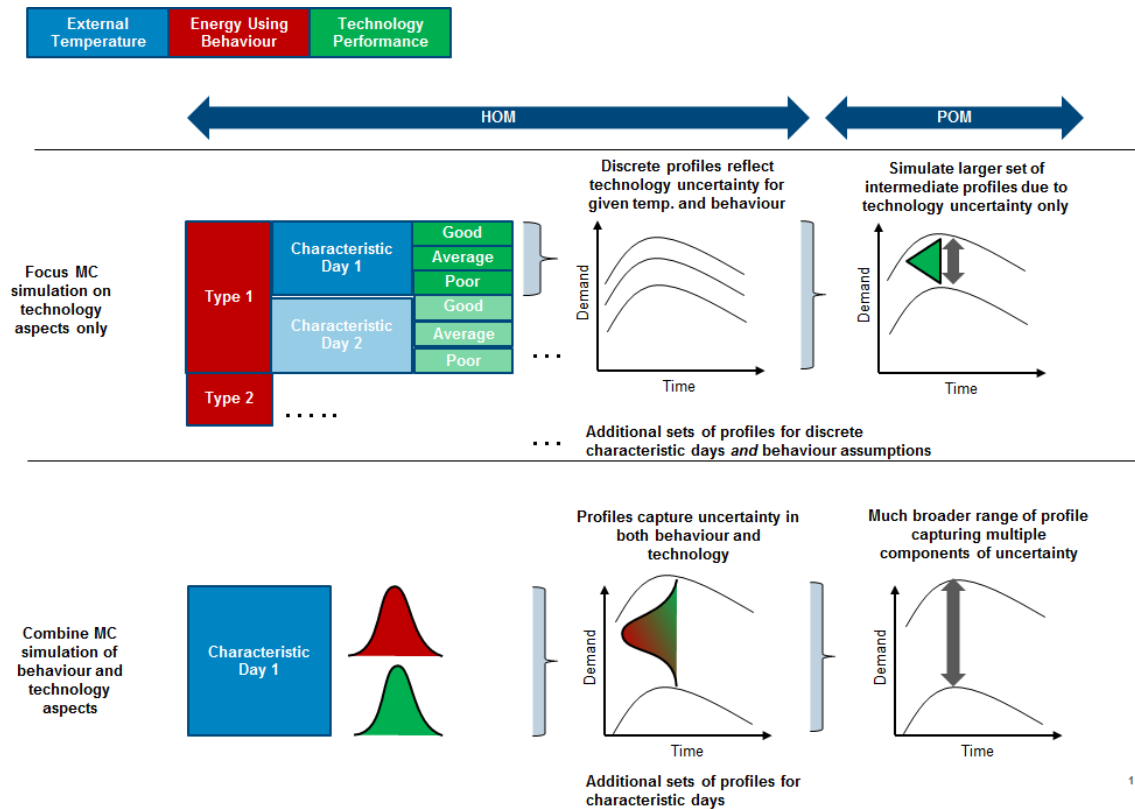 External
Temperature
Energy Using
Behaviour
Technology
Performance
HOM
POM
Focus MC
simulation on
technology
aspects only
Type 1
Type 2
Characteristic
Day 1
Characteristic
Day 2
Good
Average
Poor
Good
Average
Poor
...
.....
Discrete profiles reflect
technology uncertainty for
given temp. and behaviour
Demand
Time
Simulate larger set of
intermediate profiles due to
technology uncertainty only
Demand
Time
... Additional sets of profiles for discrete
characteristic days and behaviour assumptions
Combine MC
simulation of
behaviour and
technology
aspects
Characteristic
Day 1
Profiles capture uncertainty in
both behaviour and
technology
Demand
Time
Much broader range of profile
capturing multiple
components of uncertainty
Demand
Time
Additional sets of profiles for
characteristic days
1